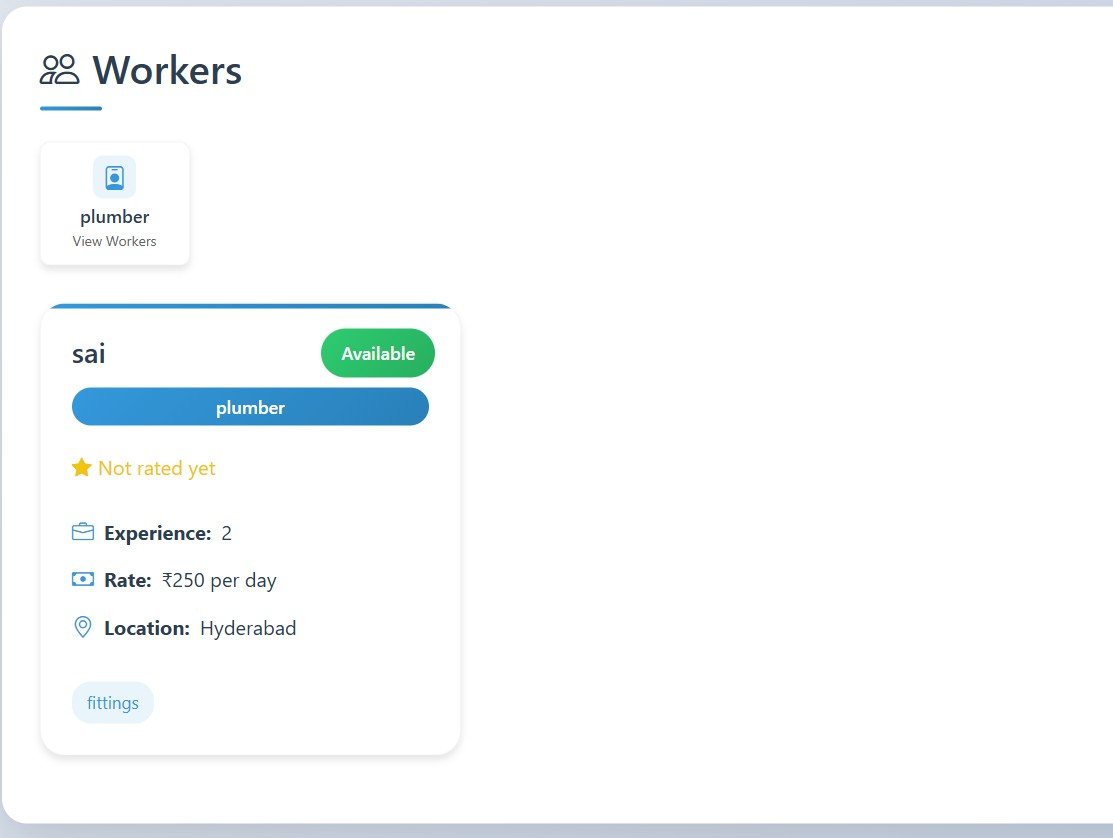 Workers
plumber
View Workers
sai
Available
plumber
Not rated yet
Experience: 2
Rate: ₹250 per day
Location: Hyderabad
fittings